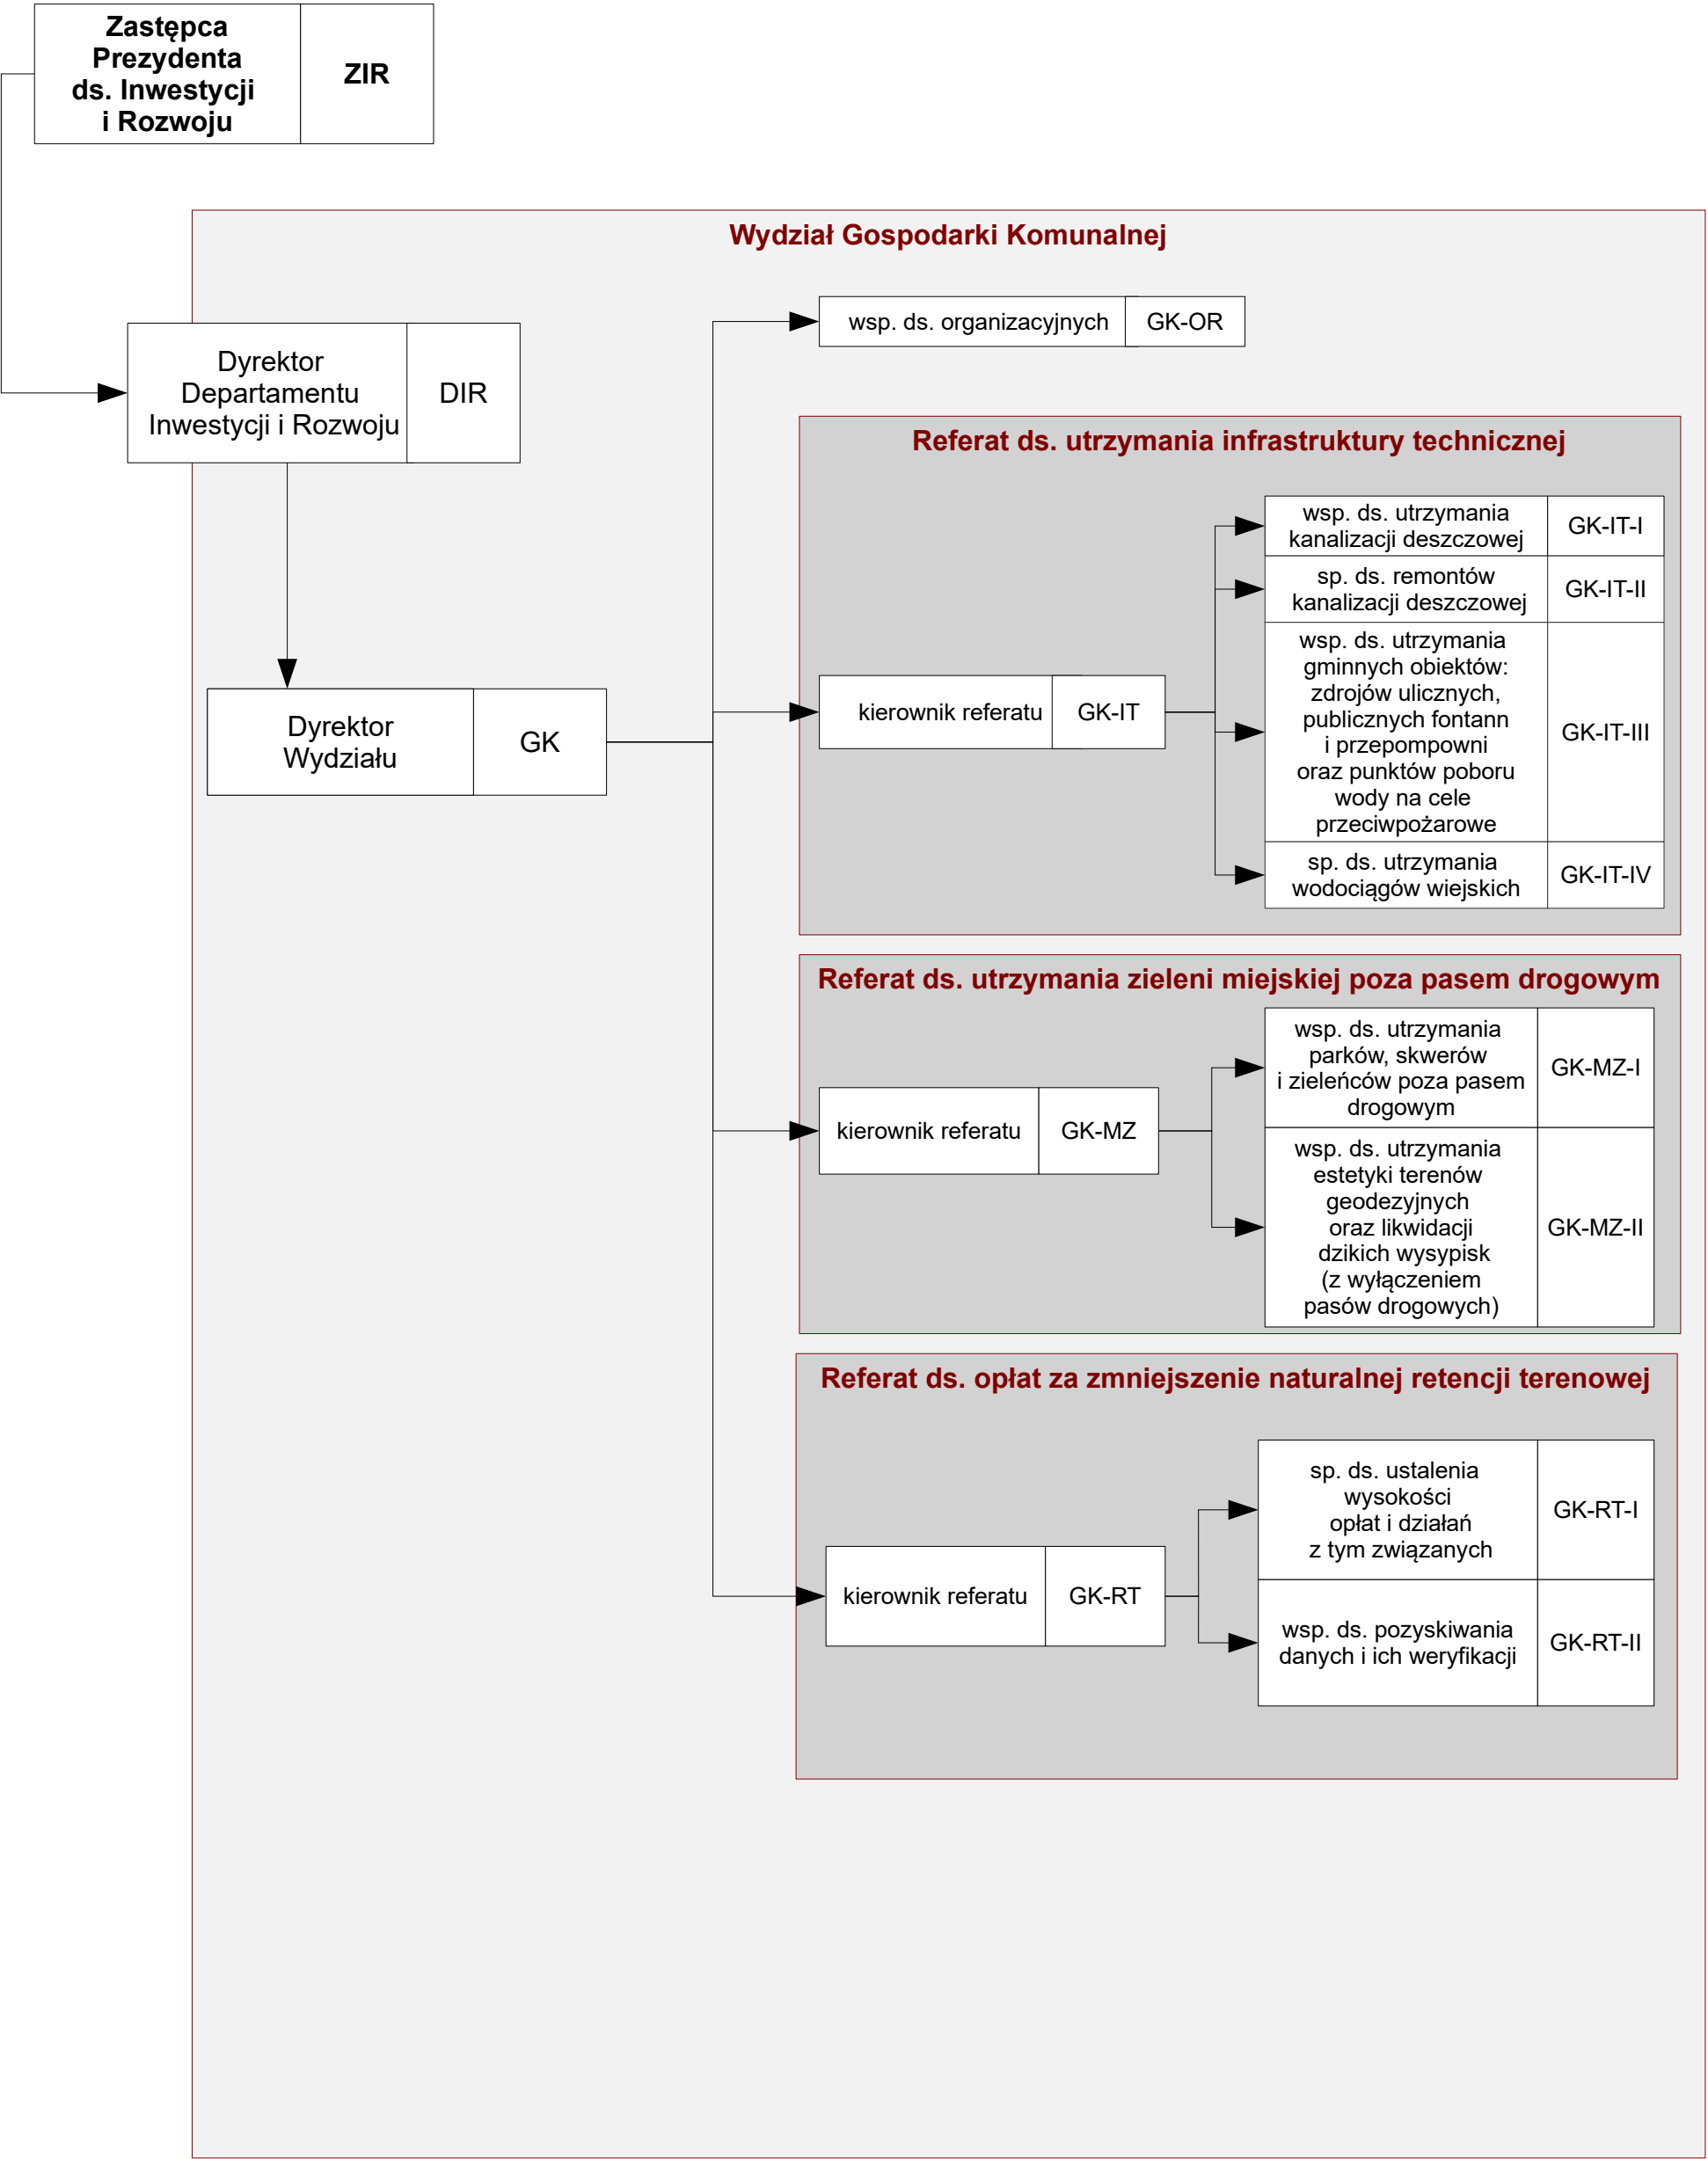 Zastępca
Prezydenta
ds. Inwestycji
i Rozwoju
ZIR
Wydział Gospodarki Komunalnej
wsp. ds. organizacyjnych
GK-OR
Dyrektor
Departamentu
Inwestycji i Rozwoju
DIR
Dyrektor
Wydziału
GK
Referat ds. utrzymania infrastruktury technicznej
kierownik referatu
GK-IT
wsp. ds. utrzymania
kanalizacji deszczowej
GK-IT-I
sp. ds. remontów
kanalizacji deszczowej
GK-IT-II
wsp. ds. utrzymania
gminnych obiektów:
zdrojów ulicznych,
publicznych fontann
i przepompowni
oraz punktów poboru
wody na cele
przeciwpożarowe
GK-IT-III
sp. ds. utrzymania
wodociągów wiejskich
GK-IT-IV
Referat ds. utrzymania zieleni miejskiej poza pasem drogowym
kierownik referatu
GK-MZ
wsp. ds. utrzymania
parków, skwerów
i zieleńców poza pasem
drogowym
GK-MZ-I
wsp. ds. utrzymania
estetyki terenów
geodezyjnych
oraz likwidacji
dzikich wysypisk
(z wyłączeniem
pasów drogowych)
GK-MZ-II
Referat ds. opłat za zmniejszenie naturalnej retencji terenowej
kierownik referatu
GK-RT
sp. ds. ustalenia
wysokości
opłat i działań
z tym związanych
GK-RT-I
wsp. ds. pozyskiwania
danych i ich weryfikacji
GK-RT-II